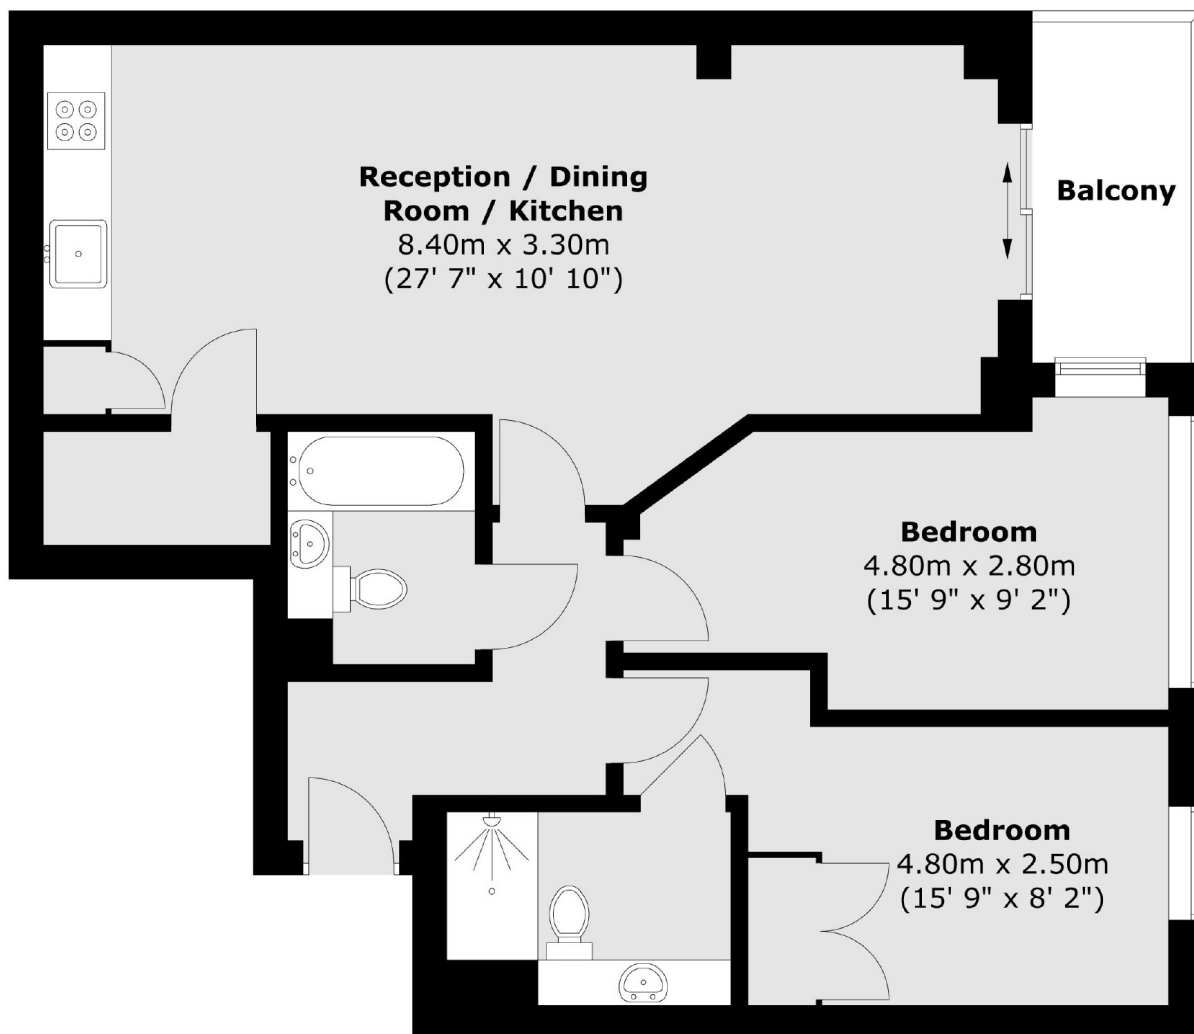 Reception / Dining
Room / Kitchen
8.40m x 3.30m
(27' 7" x 10' 10")
Balcony
Bedroom
4.80m x 2.80m
(15' 9" x 9' 2")
Bedroom
4.80m x 2.50m
(15' 9" x 8' 2")